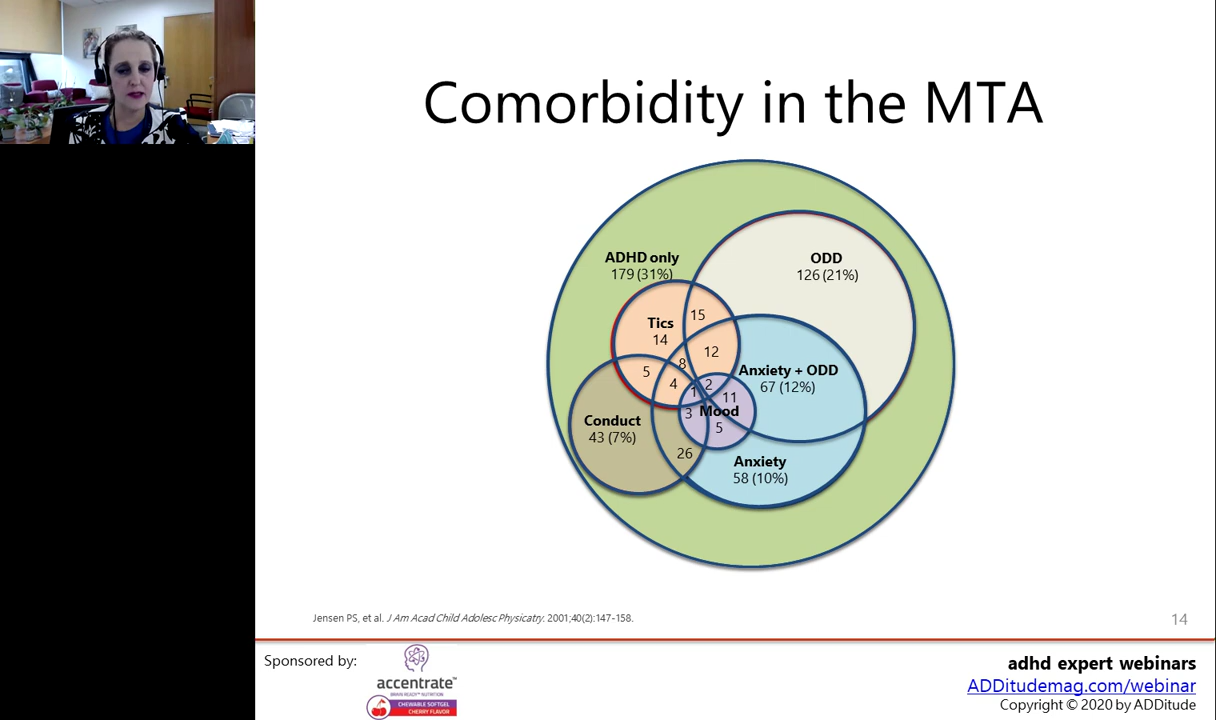 Comorbidity in the MTA
ADHD only
179 (31%)
ODD
126 (21%)
Tics
14
15
12
8
5
4
Anxiety + ODD
67 (12%)
2
1
11
Mood
5
3
Conduct
43 (7%)
26
Anxiety
58 (10%)
Jensen PS, et al. J Am Acad Child Adolesc Physicatry. 2001;40(2):147-158.
14
Sponsored by:
accentrate™
BRAIN READY™ NUTRITION
CHEWABLE SOFTGEL
CHERRY FLAVOR
adhd expert webinars
ADDitudemag.com/webinar
Copyright © 2020 by ADDitude